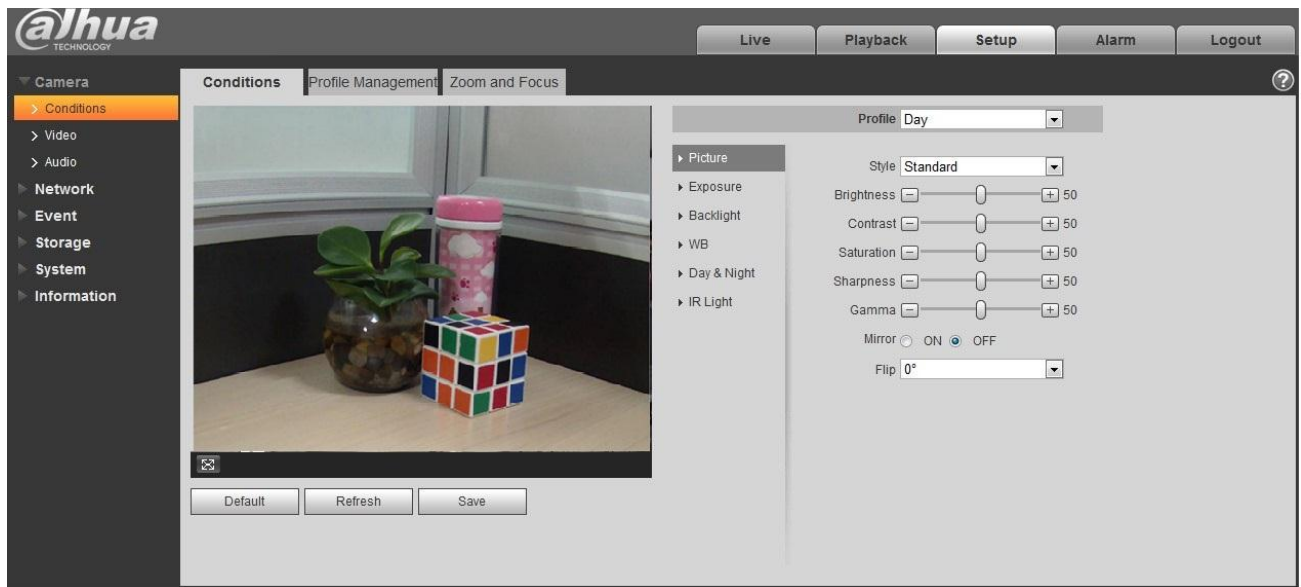 alhua
TECHNOLOGY
Live
Playback
Setup
Alarm
Logout
Camera
Conditions
Video
Audio
Network
Event
Storage
System
Information
Conditions
Profile Management
Zoom and Focus
?
Profile Day
Picture
Exposure
Backlight
WB
Day & Night
IR Light
Style Standard
Brightness - + 50
Contrast - + 50
Saturation - + 50
Sharpness - + 50
Gamma - + 50
Mirror ON OFF
Flip 0°
Default
Refresh
Save